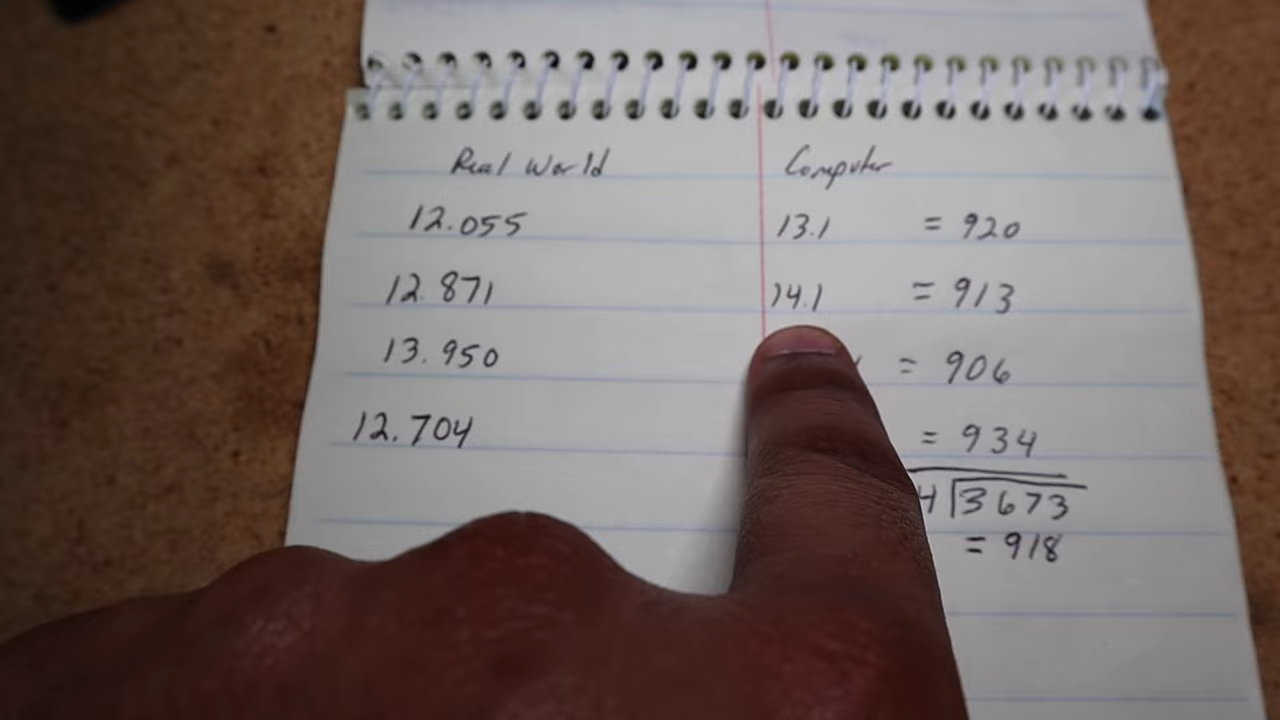 Real World Computer
12.055 13.1 = 920
12.871 14.1 = 913
13.950 = 906
12.704 = 934
4 3673
= 918